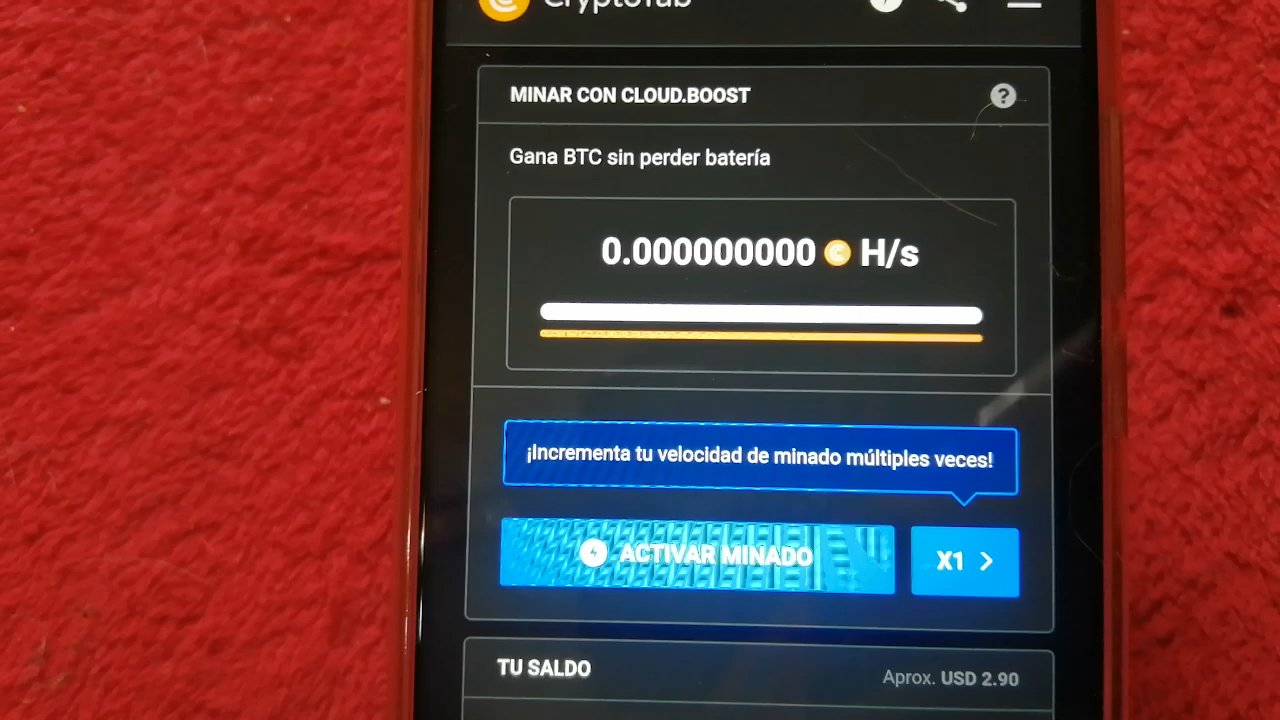 CryptoTab
MINAR CON CLOUD.BOOST
?
Gana BTC sin perder batería
0.000000000 H/s
¡Incrementa tu velocidad de minado múltiples veces!
ACTIVAR MINADO
X1 >
TU SALDO
Aprox. USD 2.90